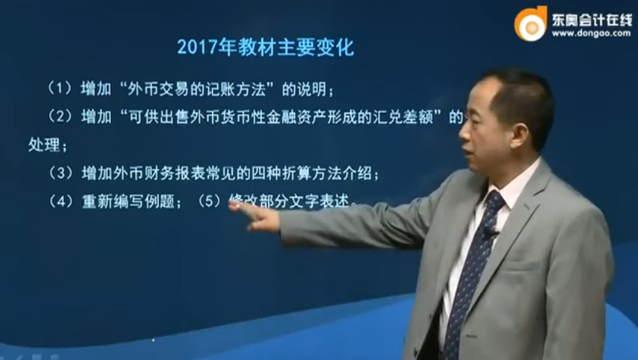 东奥会计在线
www.dongao.com
2017年教材主要变化
（1）增加“外币交易的记账方法”的说明；
（2）增加“可供出售外币货币性金融资产形成的汇兑差额”的
处理；
（3）增加外币财务报表常见的四种折算方法介绍；
（4）重新编写例题；（5）修改部分文字表述。